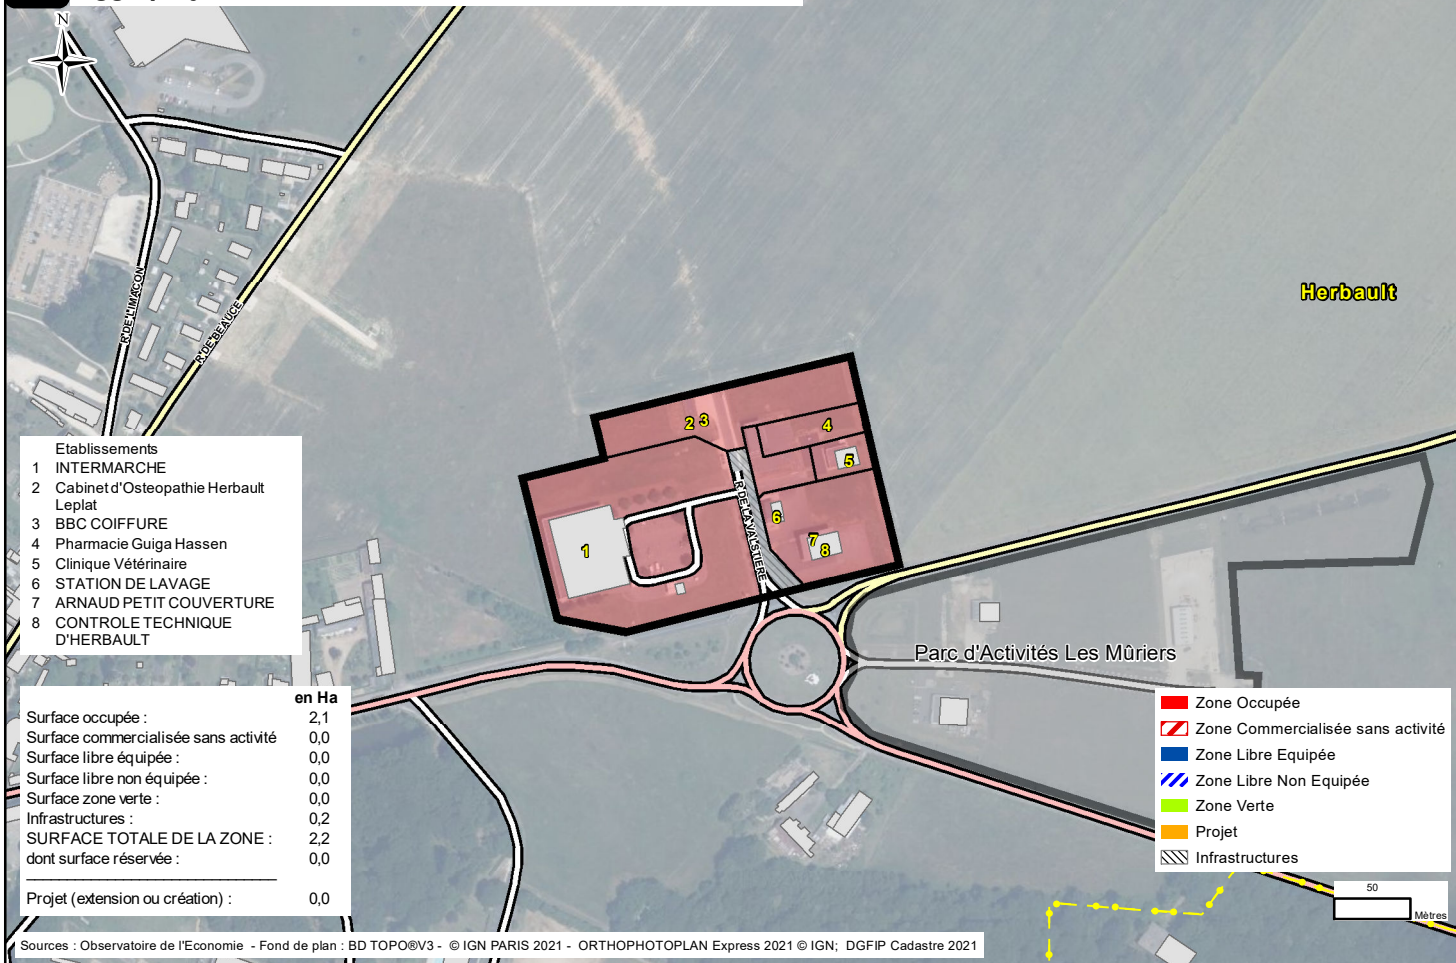 N
R DE L'IMACON
R DE BEAUCE
Herbault
Etablissements
1 INTERMARCHE
2 Cabinet d'Osteopathie Herbault
Leplat
3 BBC COIFFURE
4 Pharmacie Guiga Hassen
5 Clinique Vétérinaire
6 STATION DE LAVAGE
7 ARNAUD PETIT COUVERTURE
8 CONTROLE TECHNIQUE
D'HERBAULT
2 3
4
5
6
7
8
1
R DE LA VALSTIERE
Parc d'Activités Les Mûriers
en Ha
Surface occupée : 2,1
Surface commercialisée sans activité 0,0
Surface libre équipée : 0,0
Surface libre non équipée : 0,0
Surface zone verte : 0,0
Infrastructures : 0,2
SURFACE TOTALE DE LA ZONE : 2,2
dont surface réservée : 0,0
Projet (extension ou création) : 0,0
Zone Occupée
Zone Commercialisée sans activité
Zone Libre Equipée
Zone Libre Non Equipée
Zone Verte
Projet
Infrastructures
50
Mètres
Sources : Observatoire de l'Economie - Fond de plan : BD TOPO®V3 - © IGN PARIS 2021 - ORTHOPHOTOPLAN Express 2021 © IGN; DGFIP Cadastre 2021